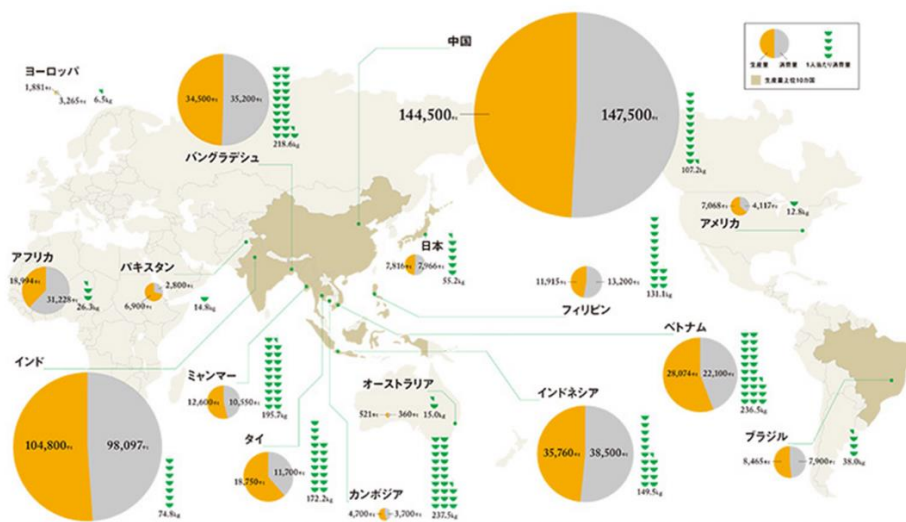 中国
ヨーロッパ
1,881千t
3,265千t
6.5kg
34,500千t
35,200千t
218.6kg
バングラデシュ
144,500千t
147,500千t
107.2kg
生産量
消費量
1人当たり消費量
生産量上位10カ国
7,068千t
4,117千t
12.8kg
アメリカ
日本
7,816千t
7,966千t
55.2kg
アフリカ
18,994千t
31,228千t
26.3kg
パキスタン
2,800千t
6,900千t
14.8kg
11,915千t
13,200千t
131.1kg
フィリピン
インド
104,800千t
98,097千t
74.8kg
ミャンマー
12,600千t
10,550千t
195.7kg
タイ
18,750千t
11,700千t
172.2kg
オーストラリア
521千t
360千t
15.0kg
カンボジア
4,700千t
3,700千t
237.5kg
インドネシア
35,760千t
38,500千t
149.5kg
ベトナム
28,074千t
22,100千t
236.5kg
ブラジル
8,465千t
7,900千t
38.0kg